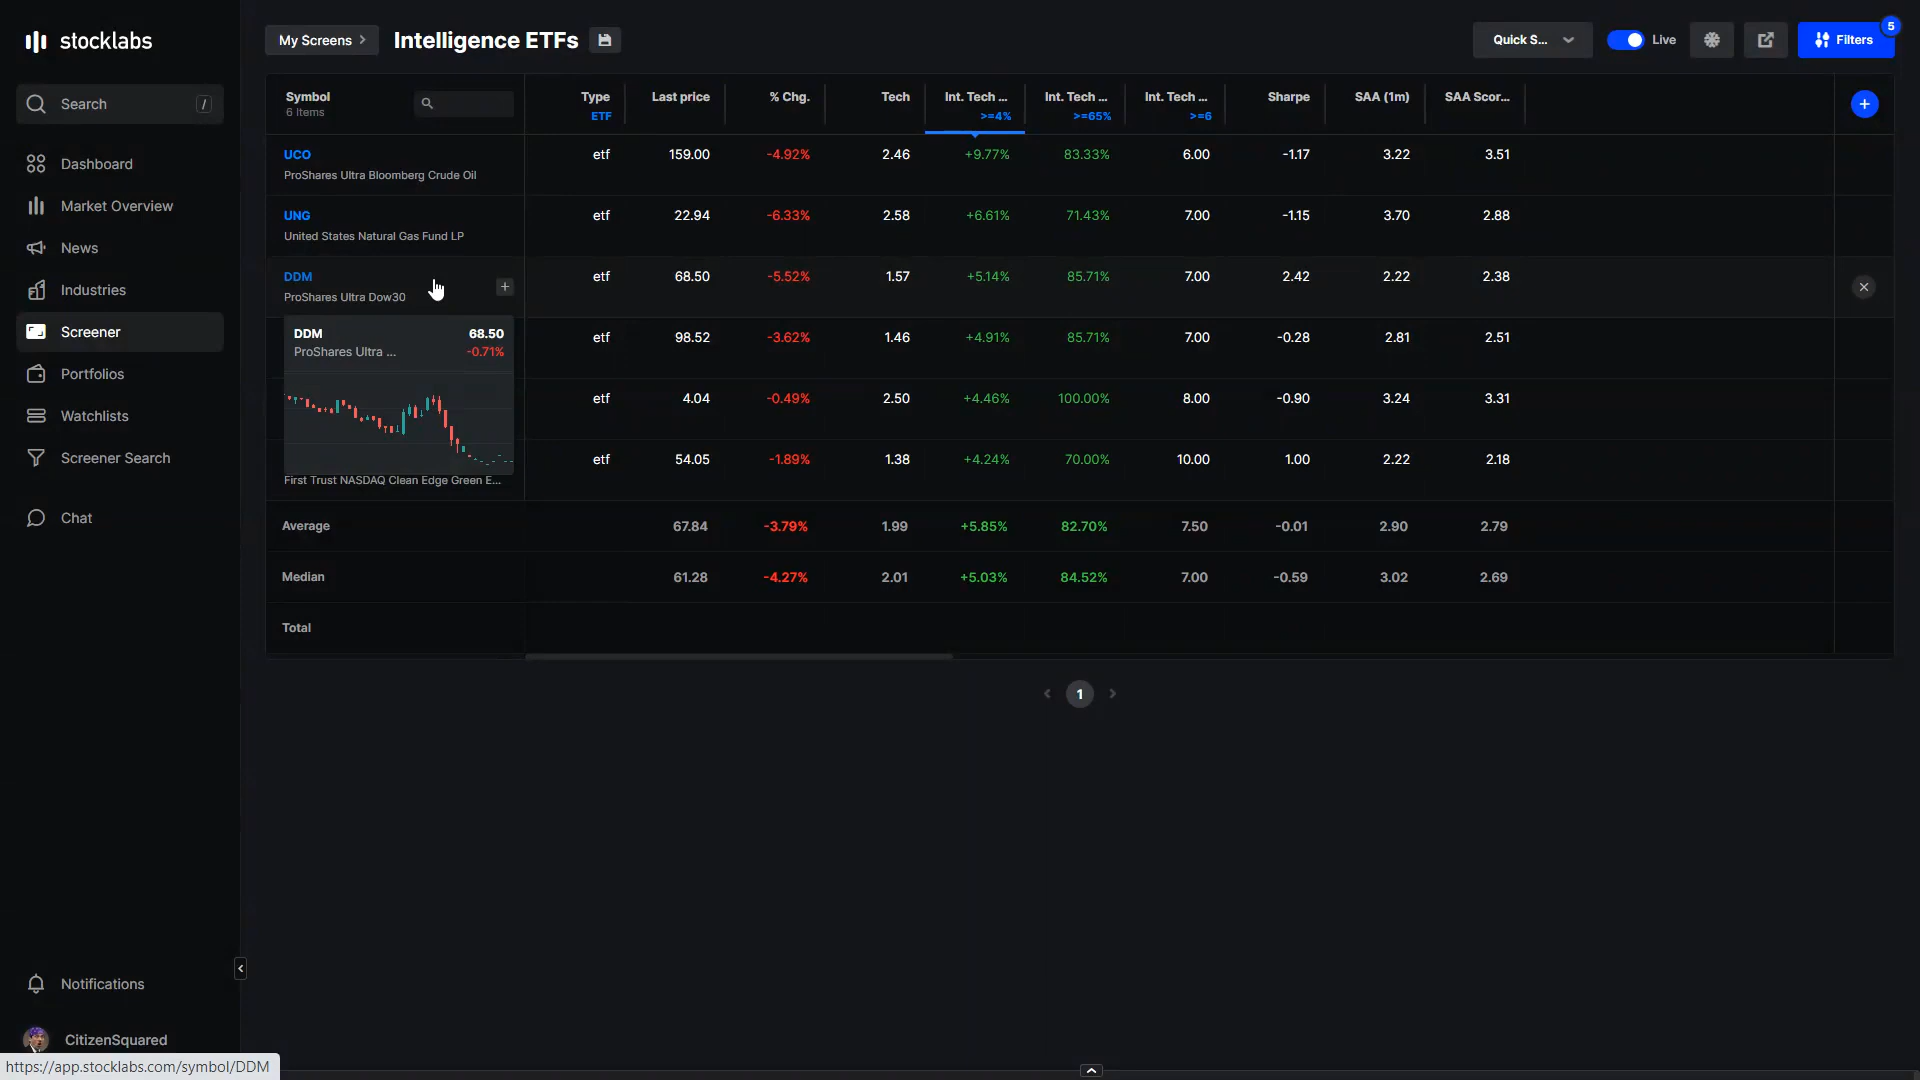 stocklabs
My Screens > Intelligence ETFs
Quick S...
Live
Filters
5
Search /
Dashboard
Market Overview
News
Industries
Screener
Portfolios
Watchlists
Screener Search
Chat
Notifications
CitizenSquared
Symbol Type Last price % Chg. Tech Int. Tech ... Int. Tech ... Int. Tech ... Sharpe SAA (1m) SAA Scor...
6 Items ETF >=4% >=65% >=6
UCO etf 159.00 -4.92% 2.46 +9.77% 83.33% 6.00 -1.17 3.22 3.51
ProShares Ultra Bloomberg Crude Oil
UNG etf 22.94 -6.33% 2.58 +6.61% 71.43% 7.00 -1.15 3.70 2.88
United States Natural Gas Fund LP
DDM etf 68.50 -5.52% 1.57 +5.14% 85.71% 7.00 2.42 2.22 2.38
ProShares Ultra Dow30
DDM 68.50
ProShares Ultra ... -0.71%
etf 98.52 -3.62% 1.46 +4.91% 85.71% 7.00 -0.28 2.81 2.51
etf 4.04 -0.49% 2.50 +4.46% 100.00% 8.00 -0.90 3.24 3.31
etf 54.05 -1.89% 1.38 +4.24% 70.00% 10.00 1.00 2.22 2.18
First Trust NASDAQ Clean Edge Green E...
Average 67.84 -3.79% 1.99 +5.85% 82.70% 7.50 -0.01 2.90 2.79
Median 61.28 -4.27% 2.01 +5.03% 84.52% 7.00 -0.59 3.02 2.69
Total
1
https://app.stocklabs.com/symbol/DDM